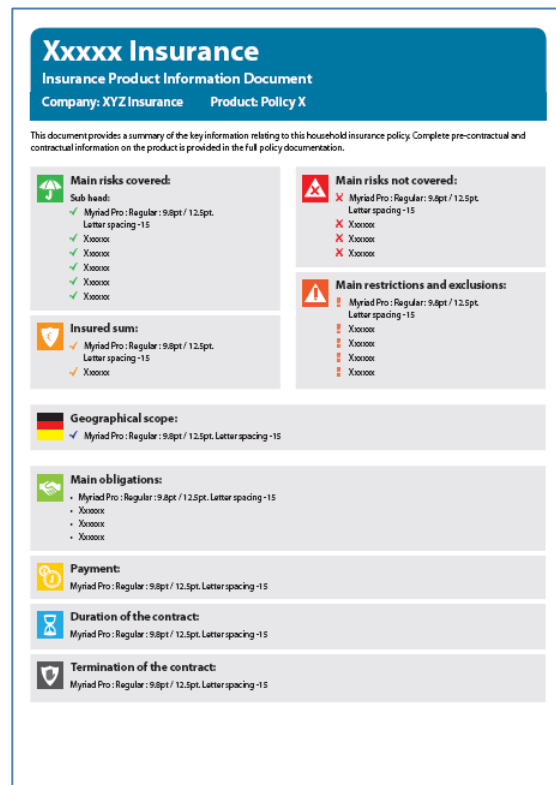 Xxxxx Insurance
Insurance Product Information Document
Company: XYZ Insurance Product: Policy X
This document provides a summary of the key information relating to this household insurance policy. Complete pre-contractual and
contractual information on the product is provided in the full policy documentation.
Main risks covered:
Sub head:
Myriad Pro : Regular : 9.8pt / 12.5pt.
Letter spacing -15
Xxxxxx
Xxxxxx
Xxxxxx
Xxxxxx
Xxxxxx
Insured sum:
Myriad Pro : Regular : 9.8pt / 12.5pt.
Letter spacing -15
Xxxxxx
Main risks not covered:
Myriad Pro : Regular : 9.8pt / 12.5pt.
Letter spacing -15
Xxxxxx
Xxxxxx
Xxxxxx
Main restrictions and exclusions:
Myriad Pro : Regular : 9.8pt / 12.5pt.
Letter spacing -15
Xxxxxx
Xxxxxx
Xxxxxx
Xxxxxx
Geographical scope:
Myriad Pro : Regular : 9.8pt / 12.5pt. Letter spacing -15
Main obligations:
• Myriad Pro : Regular : 9.8pt / 12.5pt. Letter spacing -15
• Xxxxxx
• Xxxxxx
• Xxxxxx
Payment:
Myriad Pro : Regular : 9.8pt / 12.5pt. Letter spacing -15
Duration of the contract:
Myriad Pro : Regular : 9.8pt / 12.5pt. Letter spacing -15
Termination of the contract:
Myriad Pro : Regular : 9.8pt / 12.5pt. Letter spacing -15